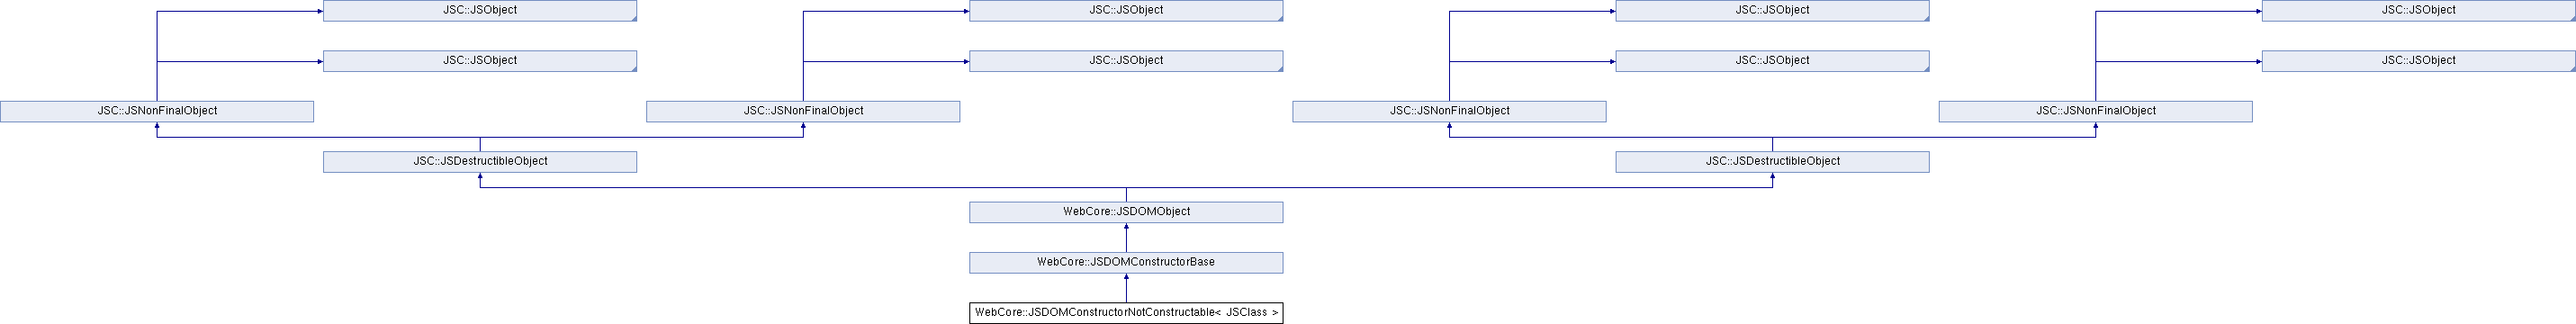 JSC::JSObject JSC::JSObject JSC::JSObject JSC::JSObject
JSC::JSObject JSC::JSObject JSC::JSObject JSC::JSObject
JSC::JSNonFinalObject JSC::JSNonFinalObject JSC::JSNonFinalObject JSC::JSNonFinalObject
JSC::JSDestructibleObject JSC::JSDestructibleObject
WebCore::JSDOMObject
WebCore::JSDOMConstructorBase
WebCore::JSDOMConstructorNotConstructable< JSClass >